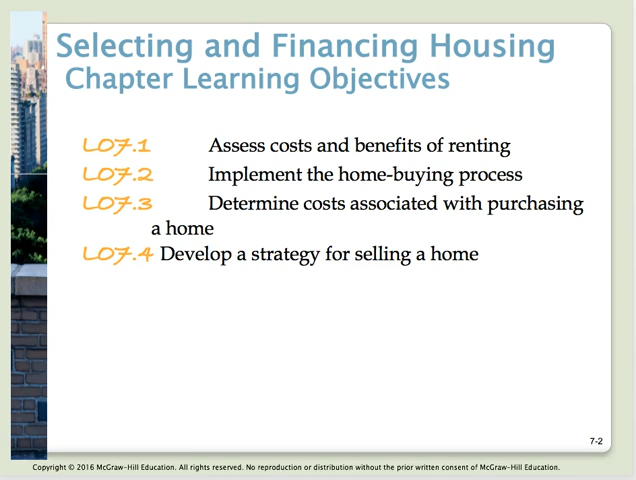 Selecting and Financing Housing
Chapter Learning Objectives
LO7.1 Assess costs and benefits of renting
LO7.2 Implement the home-buying process
LO7.3 Determine costs associated with purchasing
a home
LO7.4 Develop a strategy for selling a home
7-2
Copyright © 2016 McGraw-Hill Education. All rights reserved. No reproduction or distribution without the prior written consent of McGraw-Hill Education.